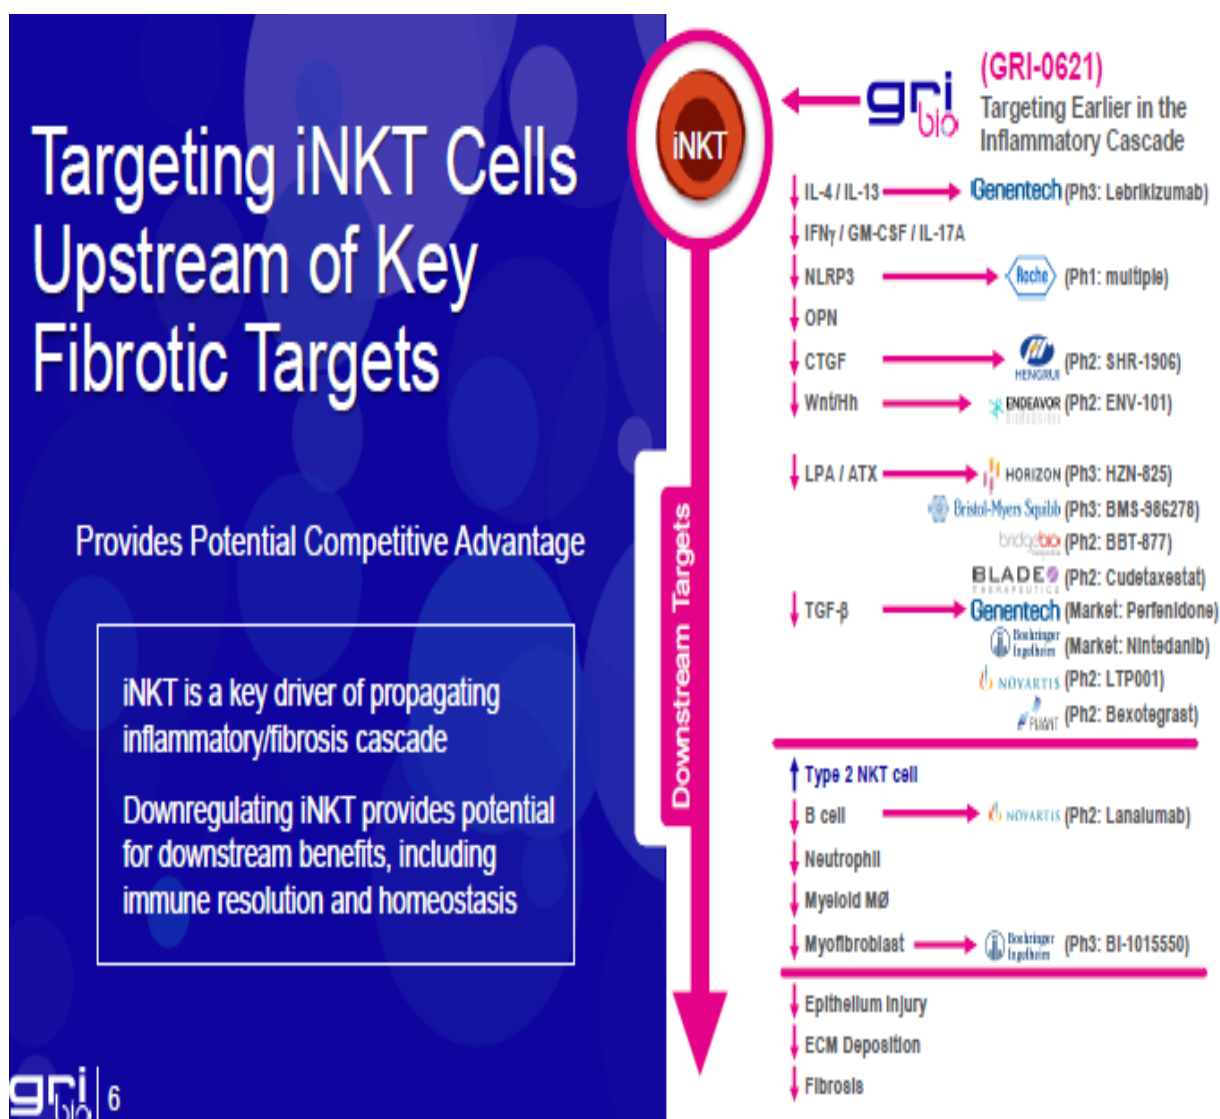 Targeting iNKT Cells
Upstream of Key
Fibrotic Targets
Provides Potential Competitive Advantage
iNKT is a key driver of propagating
inflammatory/fibrosis cascade
Downregulating iNKT provides potential
for downstream benefits, including
immune resolution and homeostasis
gri bio 6
iNKT
Downstream Targets
gri bio
(GRI-0621)
Targeting Earlier in the
Inflammatory Cascade
IL-4 / IL-13 Genentech (Ph3: Lebrikizumab)
IFNγ / GM-CSF / IL-17A
NLRP3 Roche (Ph1: multiple)
OPN
CTGF HENGRUI (Ph2: SHR-1906)
Wnt/Hh ENDEAVOR (Ph2: ENV-101)
LPA / ATX HORIZON (Ph3: HZN-825)
Bristol-Myers Squibb (Ph3: BMS-986278)
bridgebio (Ph2: BBT-877)
BLADE THERAPEUTICS (Ph2: Cudetaxestat)
TGF-β Genentech (Market: Perfenidone)
Boehringer Ingelheim (Market: Nintedanib)
NOVARTIS (Ph2: LTP001)
PLIANT (Ph2: Bexotegrast)
Type 2 NKT cell
B cell NOVARTIS (Ph2: Lanalumab)
Neutrophil
Myeloid MØ
Myofibroblast Boehringer Ingelheim (Ph3: BI-1015550)
Epithelium Injury
ECM Deposition
Fibrosis